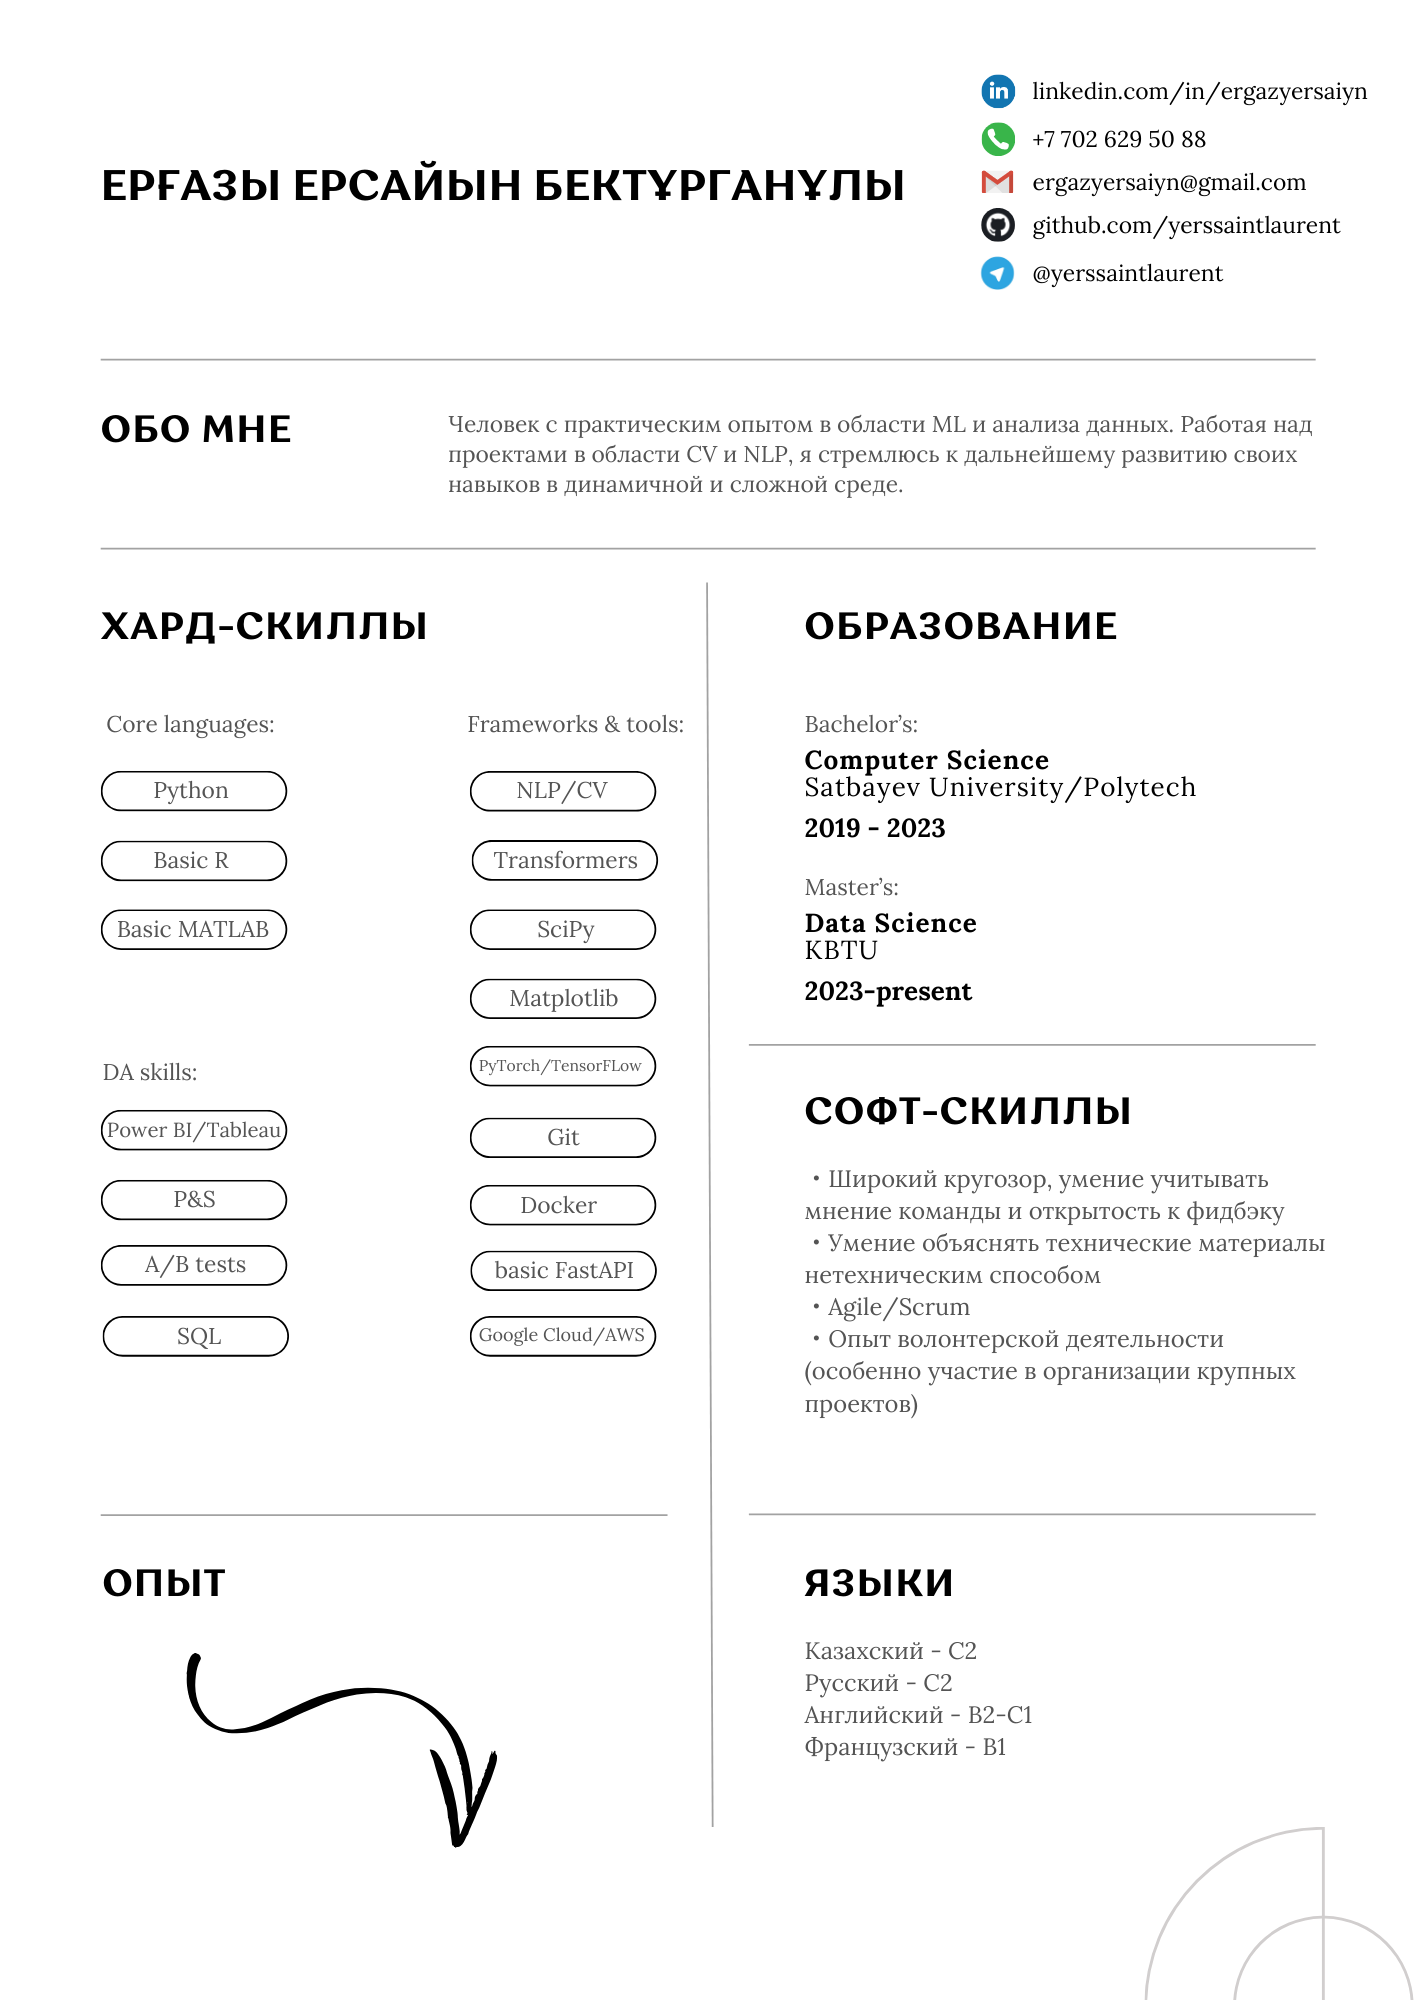 linkedin.com/in/ergazyersaiyn
+7 702 629 50 88
ergazyersaiyn@gmail.com
github.com/yerssaintlaurent
@yerssaintlaurent
ЕРҒАЗЫ ЕРСАЙЫН БЕКТҰРГАНҰЛЫ
ОБО МНЕ
Человек с практическим опытом в области ML и анализа данных. Работая над
проектами в области CV и NLP, я стремлюсь к дальнейшему развитию своих
навыков в динамичной и сложной среде.
ХАРД-СКИЛЛЫ
Core languages:
Python
Basic R
Basic MATLAB
DA skills:
Power BI/Tableau
P&S
A/B tests
SQL
Frameworks & tools:
NLP/CV
Transformers
SciPy
Matplotlib
PyTorch/TensorFLow
Git
Docker
basic FastAPI
Google Cloud/AWS
ОПЫТ
ОБРАЗОВАНИЕ
Bachelor’s:
Computer Science
Satbayev University/Polytech
2019 - 2023
Master’s:
Data Science
KBTU
2023-present
СОФТ-СКИЛЛЫ
• Широкий кругозор, умение учитывать
мнение команды и открытость к фидбэку
• Умение объяснять технические материалы
нетехническим способом
• Agile/Scrum
• Опыт волонтерской деятельности
(особенно участие в организации крупных
проектов)
ЯЗЫКИ
Казахский - C2
Русский - C2
Английский - B2-C1
Французский - B1